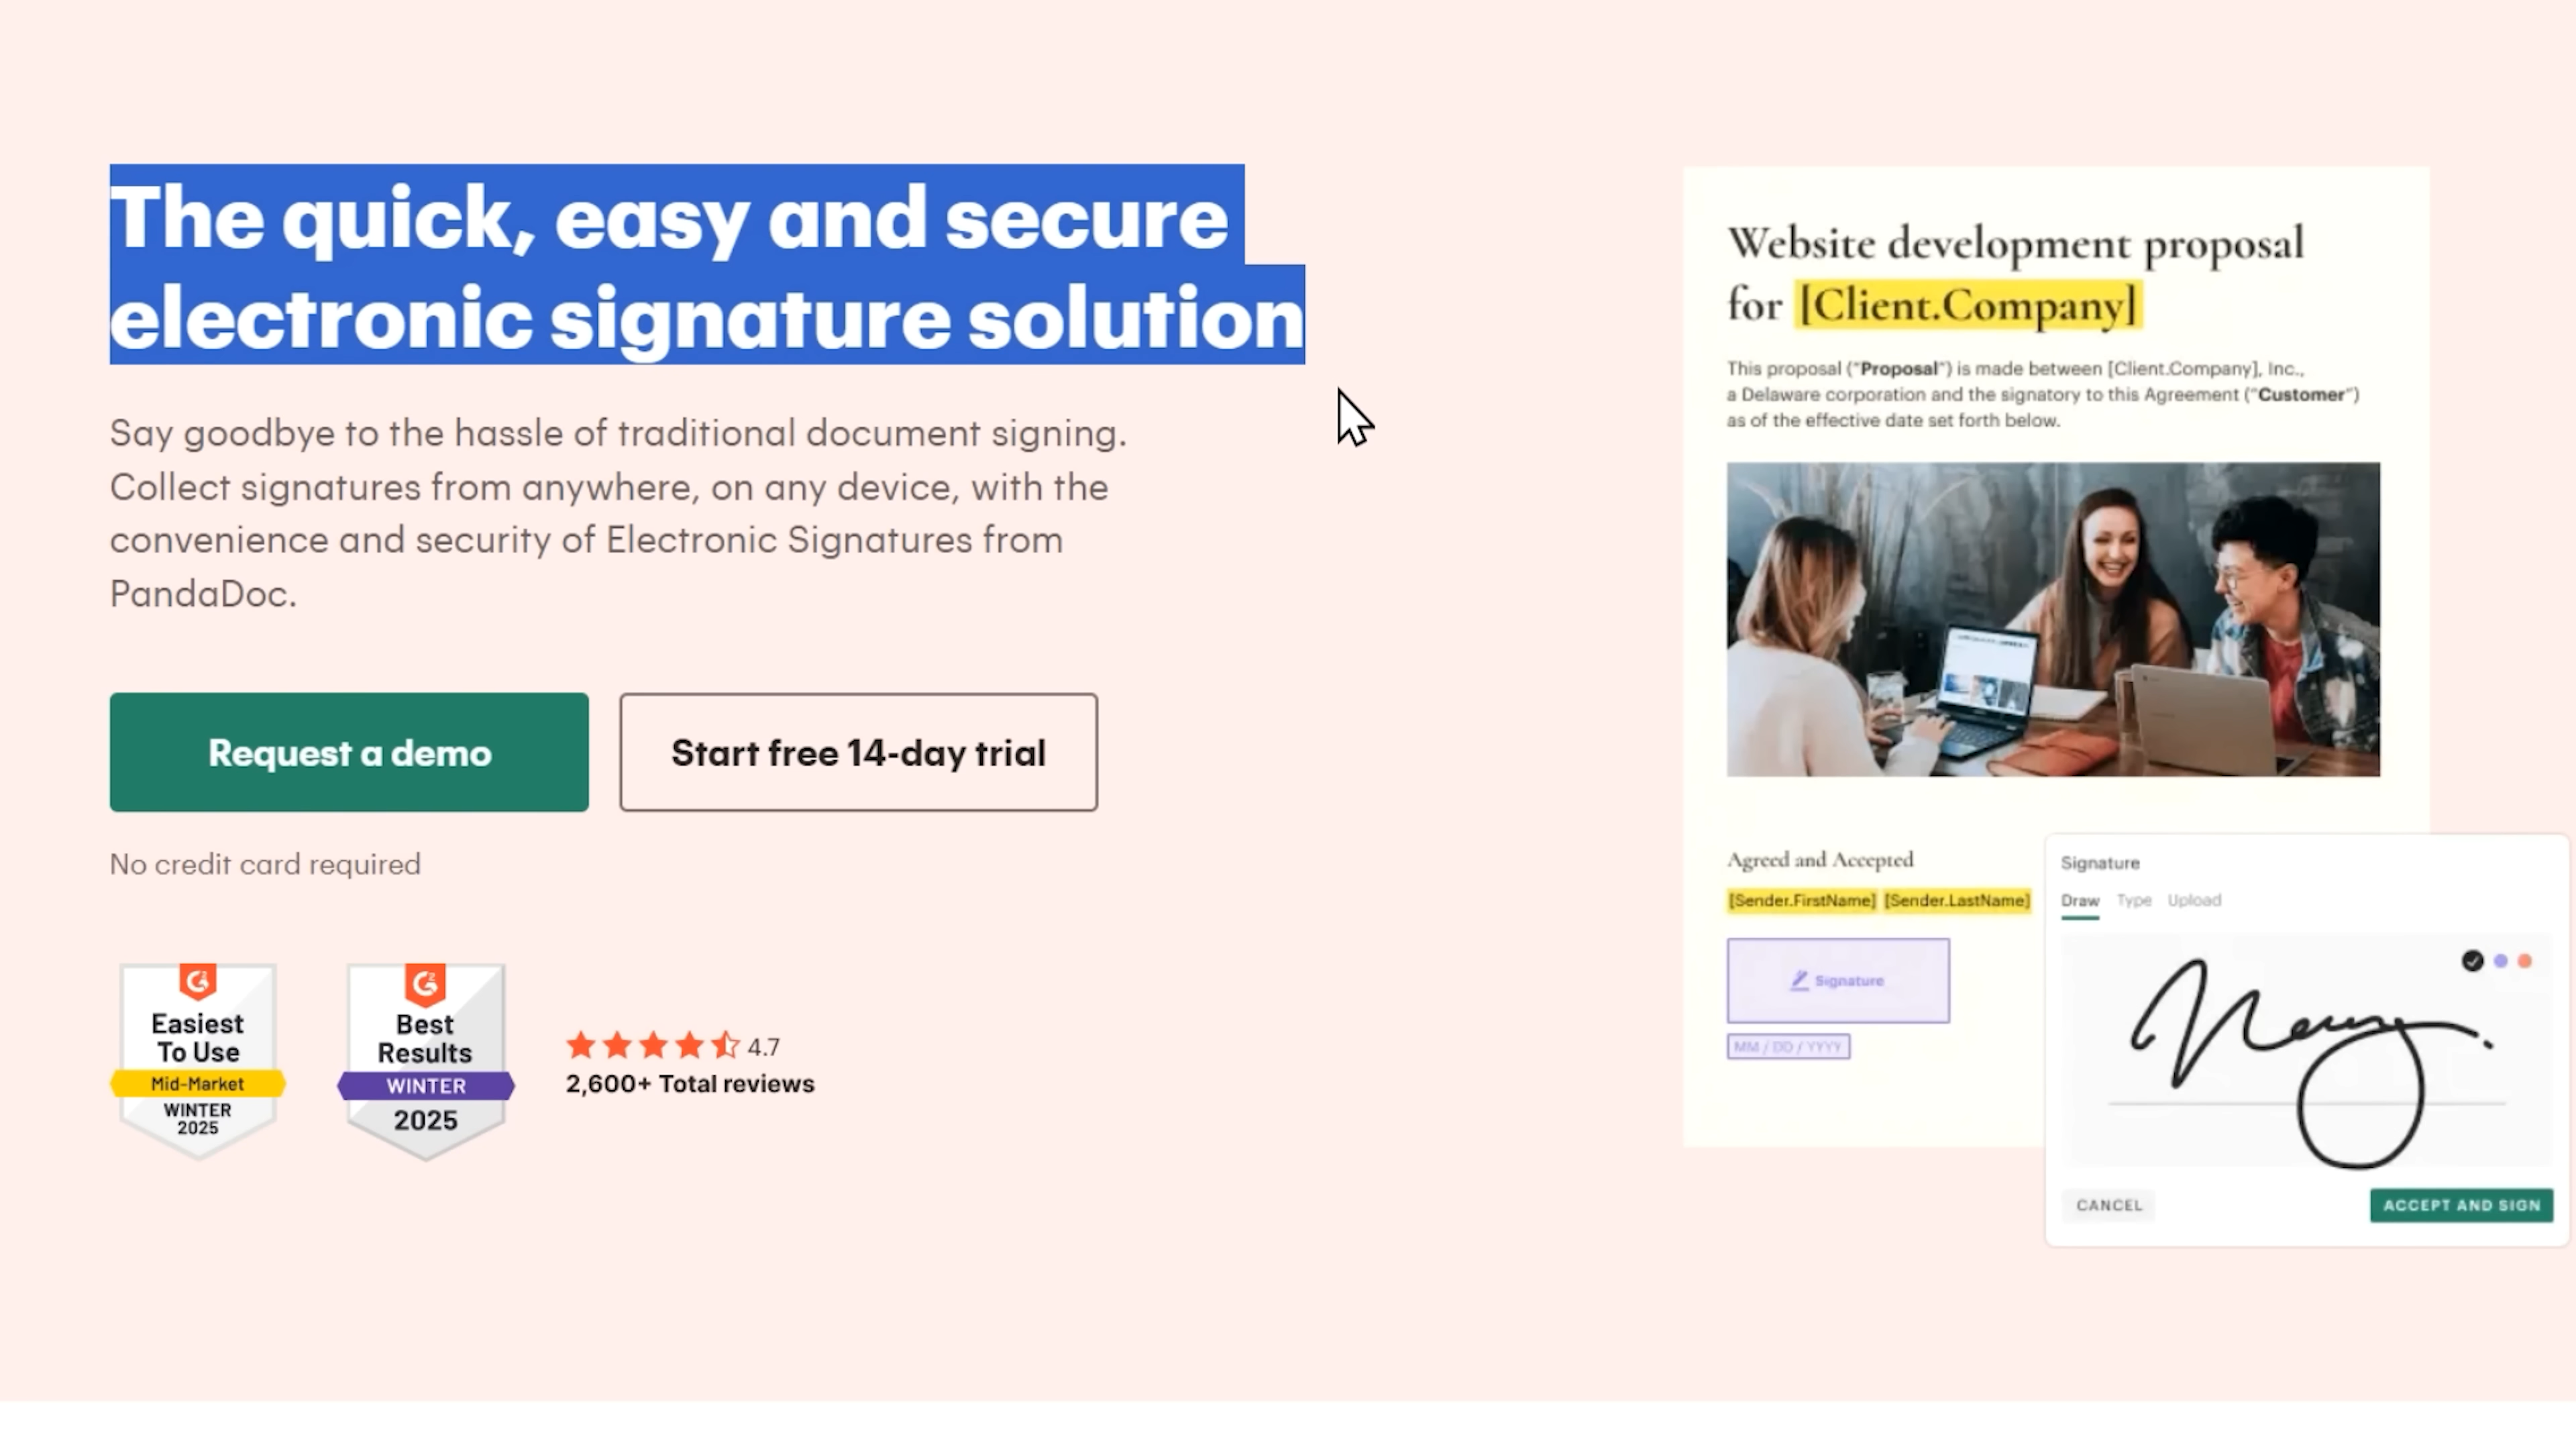 The quick, easy and secure
electronic signature solution
Say goodbye to the hassle of traditional document signing.
Collect signatures from anywhere, on any device, with the
convenience and security of Electronic Signatures from
PandaDoc.
Request a demo
Start free 14-day trial
No credit card required
Easiest
To Use
Mid-Market
WINTER
2025
Best
Results
WINTER
2025
4.7
2,600+ Total reviews
Website development proposal
for [Client.Company]
This proposal (“Proposal”) is made between [Client.Company], Inc.,
a Delaware corporation and the signatory to this Agreement (“Customer”)
as of the effective date set forth below.
Agreed and Accepted
[Sender.FirstName] [Sender.LastName]
Signature
MM / DD / YYYY
Signature
Draw Type Upload
CANCEL
ACCEPT AND SIGN